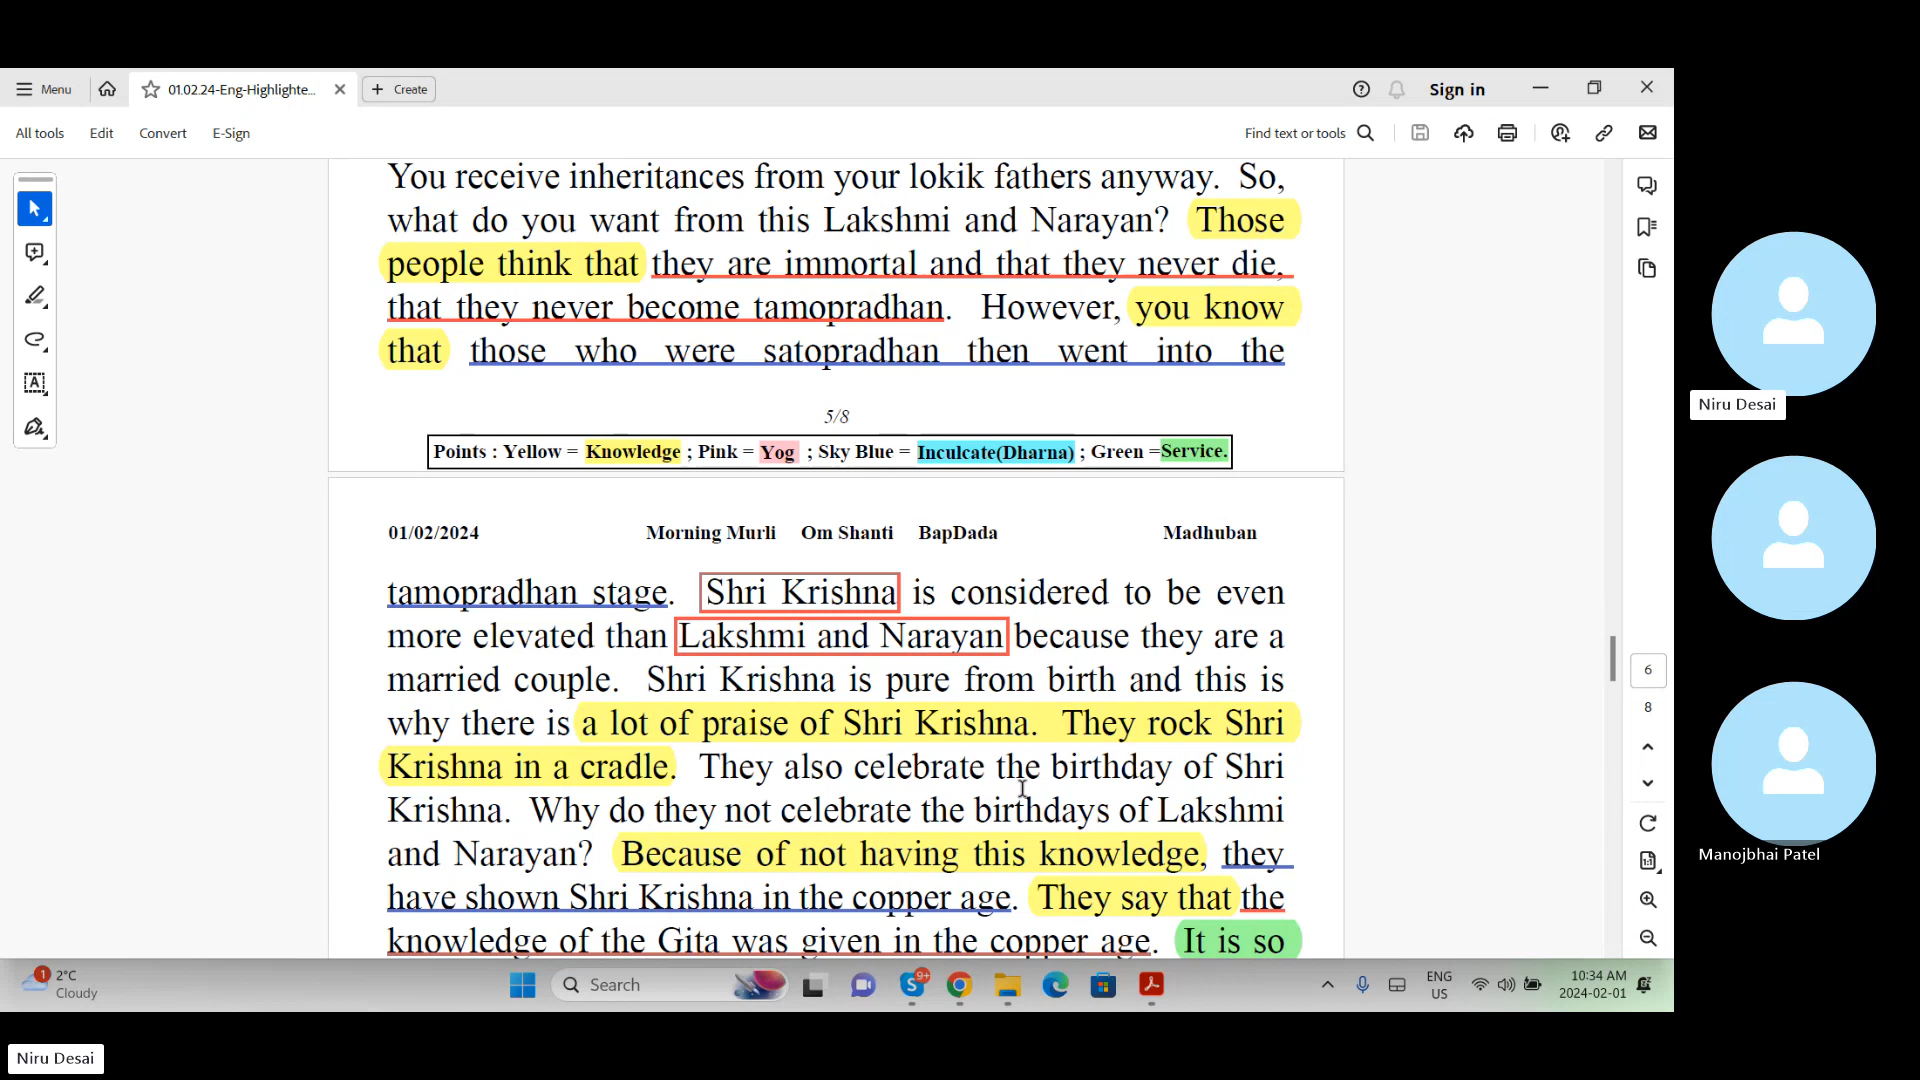 Menu
01.02.24-Eng-Highlighte...
Create
Sign in
All tools
Edit
Convert
E-Sign
Find text or tools
You receive inheritances from your lokik fathers anyway. So,
what do you want from this Lakshmi and Narayan? Those
people think that they are immortal and that they never die,
that they never become tamopradhan. However, you know
that those who were satopradhan then went into the
5/8
Points : Yellow = Knowledge ; Pink = Yog ; Sky Blue = Inculcate(Dharna) ; Green =Service.
01/02/2024 Morning Murli Om Shanti BapDada Madhuban
tamopradhan stage. Shri Krishna is considered to be even
more elevated than Lakshmi and Narayan because they are a
married couple. Shri Krishna is pure from birth and this is
why there is a lot of praise of Shri Krishna. They rock Shri
Krishna in a cradle. They also celebrate the birthday of Shri
Krishna. Why do they not celebrate the birthdays of Lakshmi
and Narayan? Because of not having this knowledge, they
have shown Shri Krishna in the copper age. They say that the
knowledge of the Gita was given in the copper age. It is so
6
8
1:1
Niru Desai
Manojbhai Patel
1
2°C
Cloudy
Search
S
9+
ENG
US
10:34 AM
2024-02-01
Niru Desai